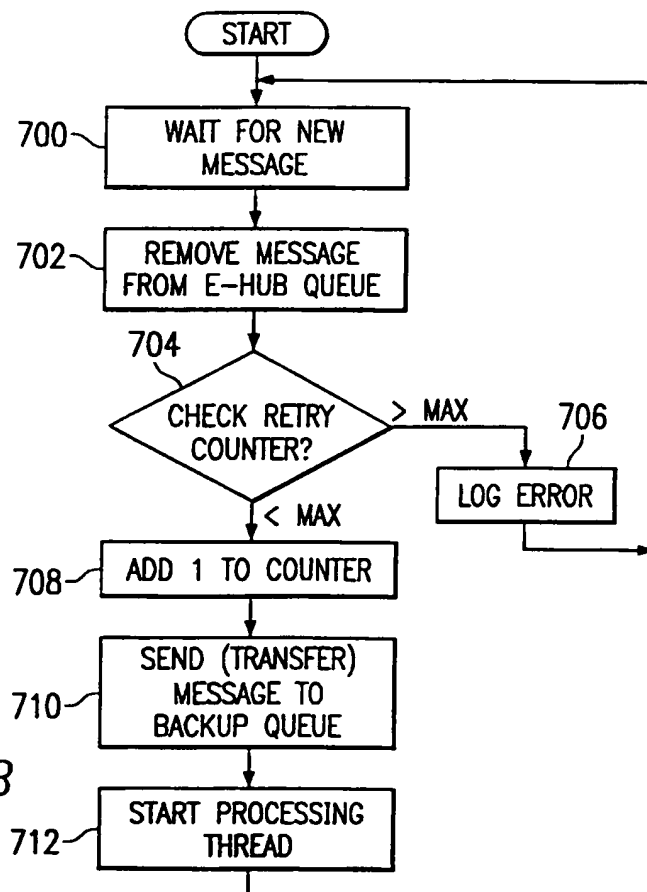 START
700
WAIT FOR NEW
MESSAGE
702
REMOVE MESSAGE
FROM E-HUB QUEUE
704
CHECK RETRY
COUNTER?
> MAX
706
LOG ERROR
< MAX
708
ADD 1 TO COUNTER
710
SEND (TRANSFER)
MESSAGE TO
BACKUP QUEUE
712
START PROCESSING
THREAD